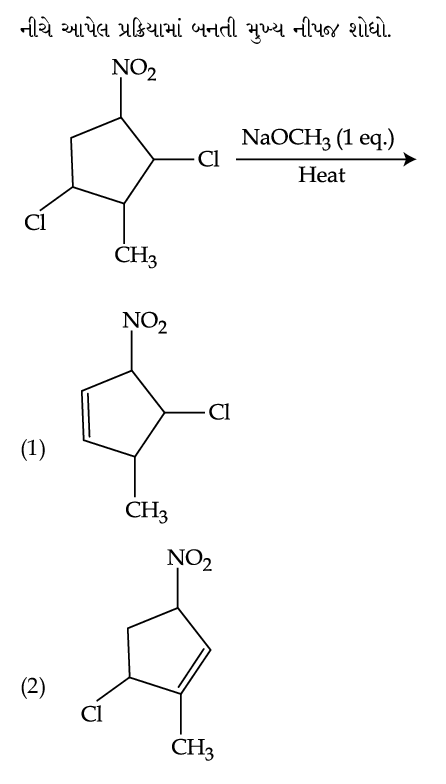 નીચે આપેલ પ્રક્રિયામાં બનતી મુખ્ય નીપજ શોધો.
NO₂
Cl
NaOCH₃ (1 eq.)
Heat
Cl
CH₃
NO₂
Cl
(1)
CH₃
NO₂
(2)
Cl
CH₃